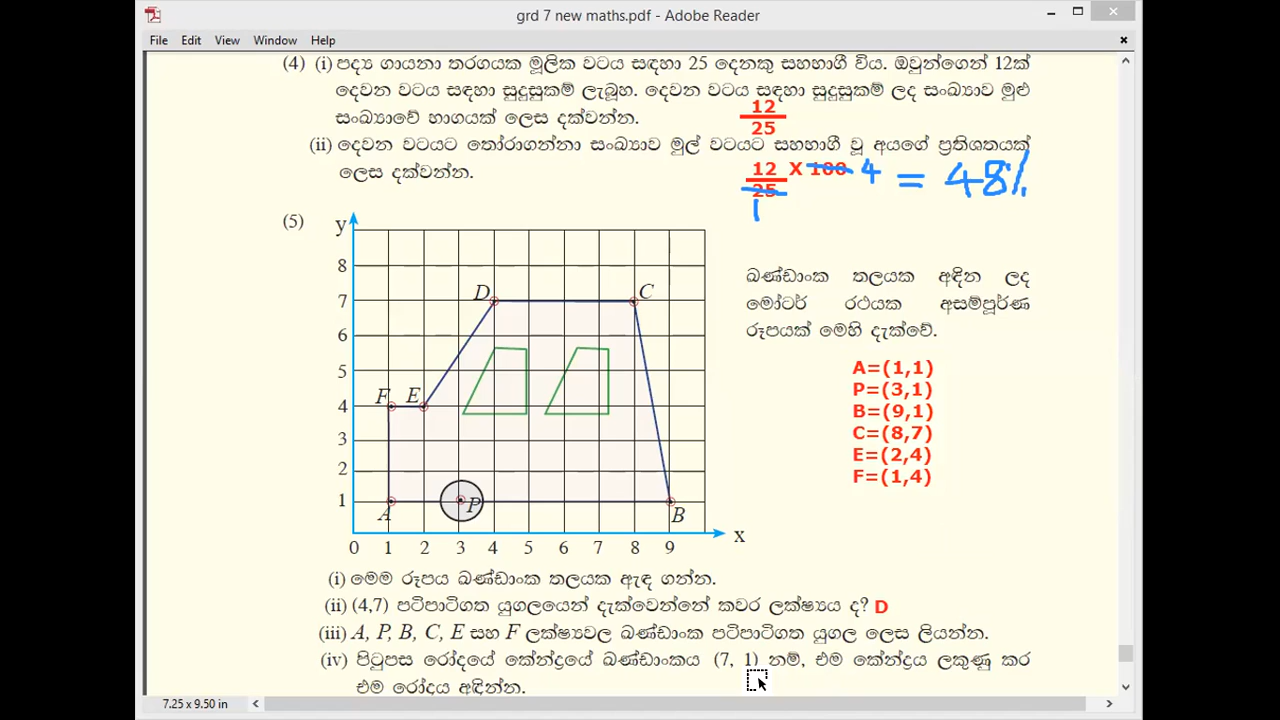 grd 7 new maths.pdf - Adobe Reader
File Edit View Window Help
(4) (i) පද්‍ය ගායනා තරගයක මූලික වටය සඳහා 25 දෙනකු සහභාගී විය. ඔවුන්ගෙන් 12ක්
දෙවන වටය සඳහා සුදුසුකම් ලැබූහ. දෙවන වටය සඳහා සුදුසුකම් ලද සංඛ්‍යාව මුළු
සංඛ්‍යාවේ භාගයක් ලෙස දක්වන්න.
12
25
(ii) දෙවන වටයට තෝරාගන්නා සංඛ්‍යාව මුල් වටයට සහභාගී වූ අයගේ ප්‍රතිශතයක්
ලෙස දක්වන්න.
12 X 100 4 = 48%
25
1
(5)
y
8
7
6
5
4
3
2
1
D C
F E
A P B
x
0 1 2 3 4 5 6 7 8 9
ඛණ්ඩාංක තලයක අඳින ලද
මෝටර් රථයක අසම්පූර්ණ
රූපයක් මෙහි දැක්වේ.
A=(1,1)
P=(3,1)
B=(9,1)
C=(8,7)
E=(2,4)
F=(1,4)
(i) මෙම රූපය ඛණ්ඩාංක තලයක ඇඳ ගන්න.
(ii) (4,7) පටිපාටිගත යුගලයෙන් දැක්වෙන්නේ කවර ලක්ෂ්‍යය ද? D
(iii) A, P, B, C, E සහ F ලක්ෂ්‍යවල ඛණ්ඩාංක පටිපාටිගත යුගල ලෙස ලියන්න.
(iv) පිටුපස රෝදයේ කේන්ද්‍රයේ ඛණ්ඩාංකය (7, 1) නම්, එම කේන්ද්‍රය ලකුණු කර
එම රෝදය අඳින්න.
7.25 x 9.50 in